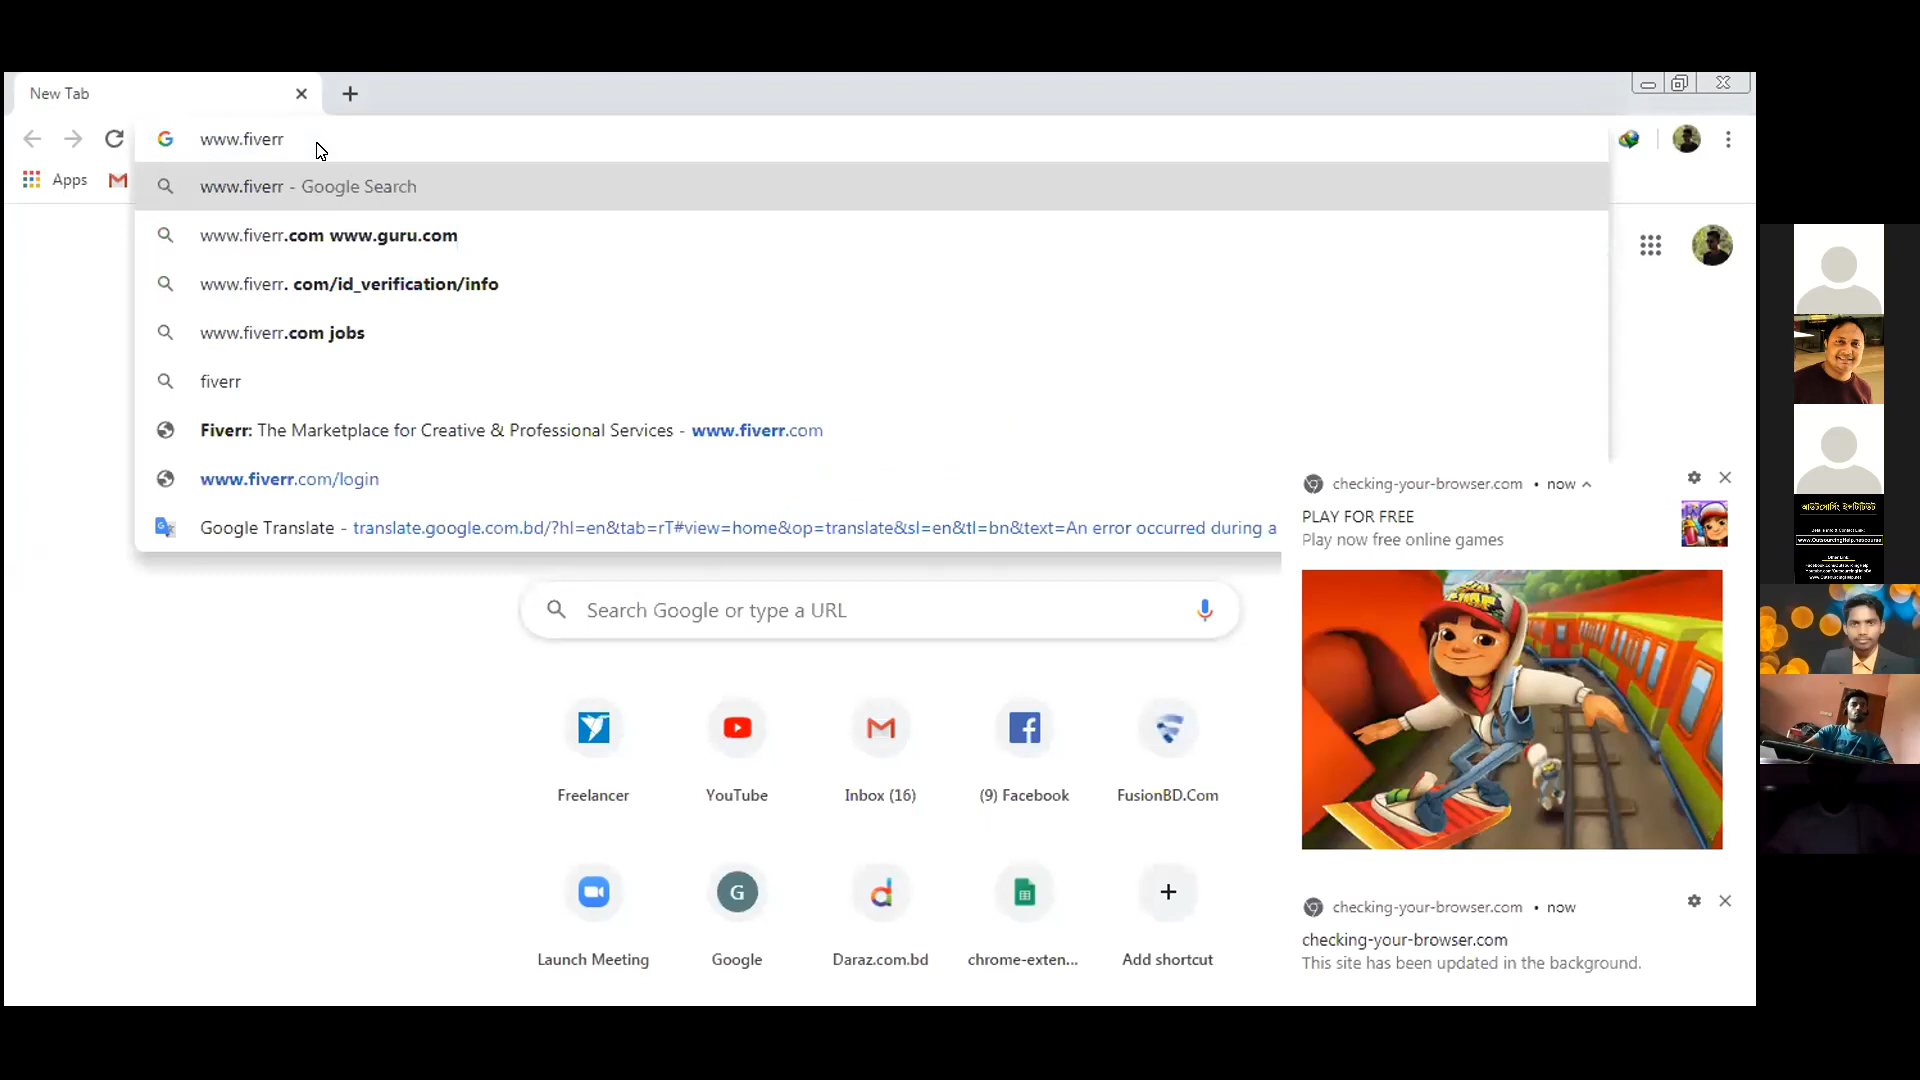 New Tab
www.fiverr
Apps
www.fiverr - Google Search
www.fiverr.com www.guru.com
www.fiverr. com/id_verification/info
www.fiverr.com jobs
fiverr
Fiverr: The Marketplace for Creative & Professional Services - www.fiverr.com
www.fiverr.com/login
Google Translate - translate.google.com.bd/?hl=en&tab=rT#view=home&op=translate&sl=en&tl=bn&text=An error occurred during a
checking-your-browser.com • now
PLAY FOR FREE
Play now free online games
Search Google or type a URL
Freelancer
YouTube
Inbox (16)
(9) Facebook
FusionBD.Com
Launch Meeting
G
Google
Daraz.com.bd
chrome-exten...
Add shortcut
checking-your-browser.com • now
checking-your-browser.com
This site has been updated in the background.
আউটসোর্সিং ইন্সটিটিউট